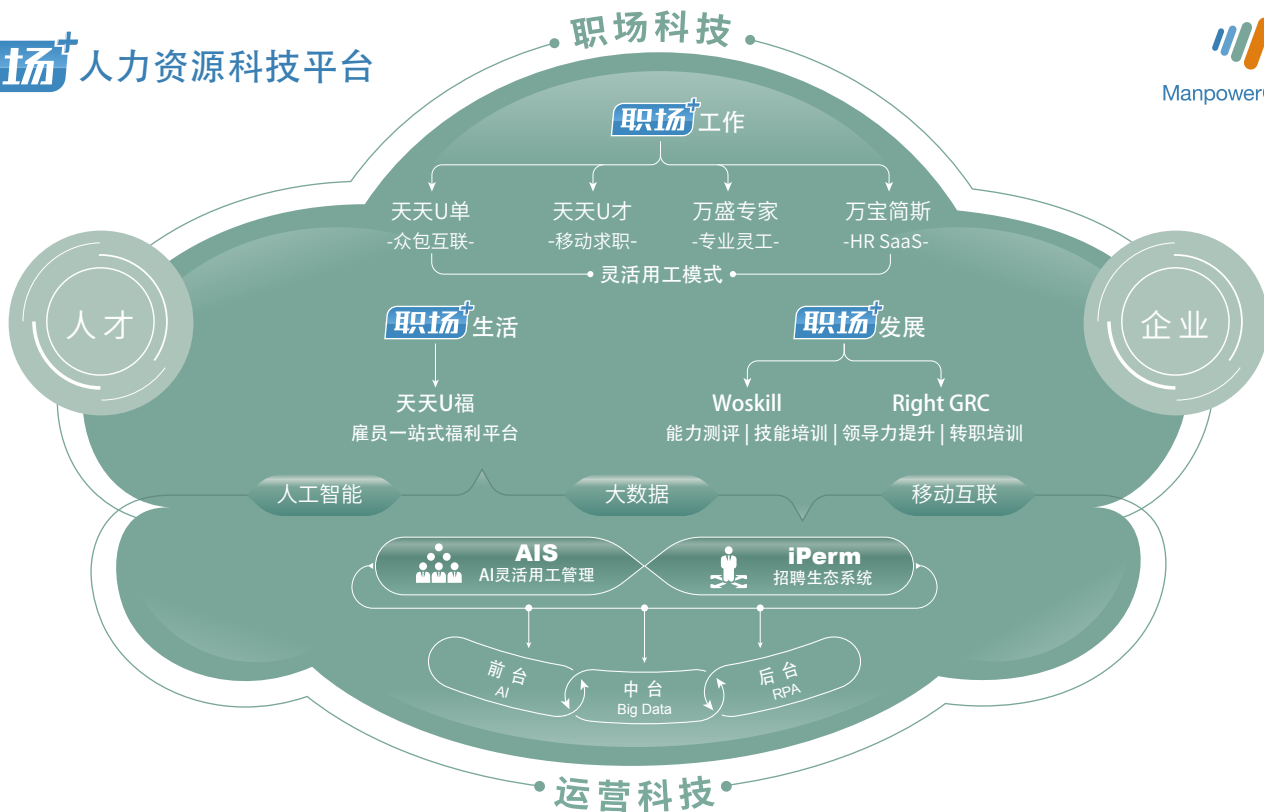 职场科技
场+人力资源科技平台
Manpower
职场+工作
天天U单
天天U才
万盛专家
万宝简斯
-众包互联-
-移动求职-
-专业灵工-
-HR SaaS-
灵活用工模式
人才
企业
职场+生活
职场+发展
天天U福
雇员一站式福利平台
Woskill
Right GRC
能力测评|技能培训|领导力提升|转职培训
人工智能
大数据
移动互联
AIS
AI灵活用工管理
iPerm
招聘生态系统
前台
AI
中台
Big Data
后台
RPA
运营科技